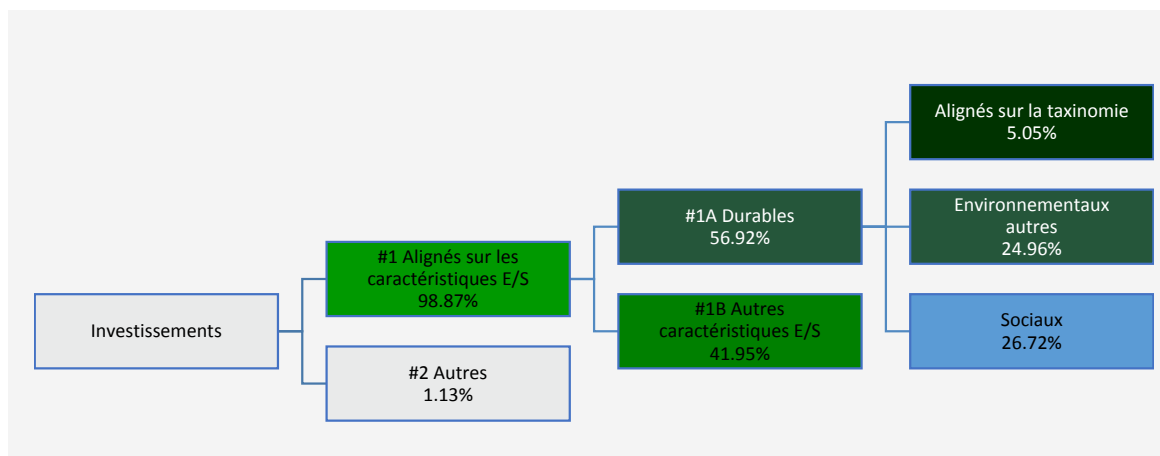 Investissements
#1 Alignés sur les
caractéristiques E/S
98.87%
#2 Autres
1.13%
#1A Durables
56.92%
#1B Autres
caractéristiques E/S
41.95%
Alignés sur la taxinomie
5.05%
Environnementaux
autres
24.96%
Sociaux
26.72%